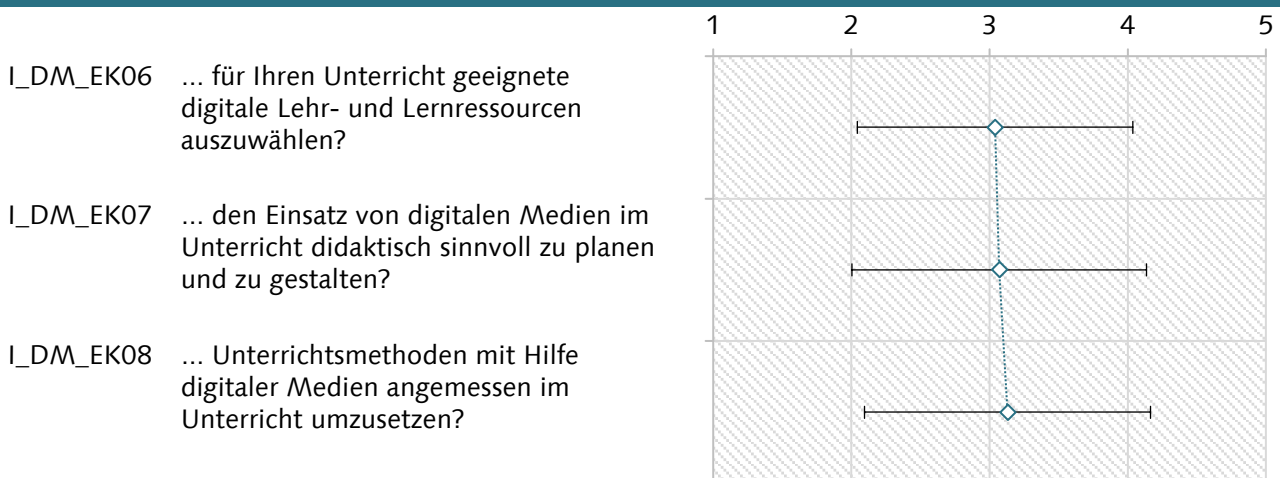 1 2 3 4 5
I_DM_EK06 ... für Ihren Unterricht geeignete
digitale Lehr- und Lernressourcen
auszuwählen?
I_DM_EK07 ... den Einsatz von digitalen Medien im
Unterricht didaktisch sinnvoll zu planen
und zu gestalten?
I_DM_EK08 ... Unterrichtsmethoden mit Hilfe
digitaler Medien angemessen im
Unterricht umzusetzen?